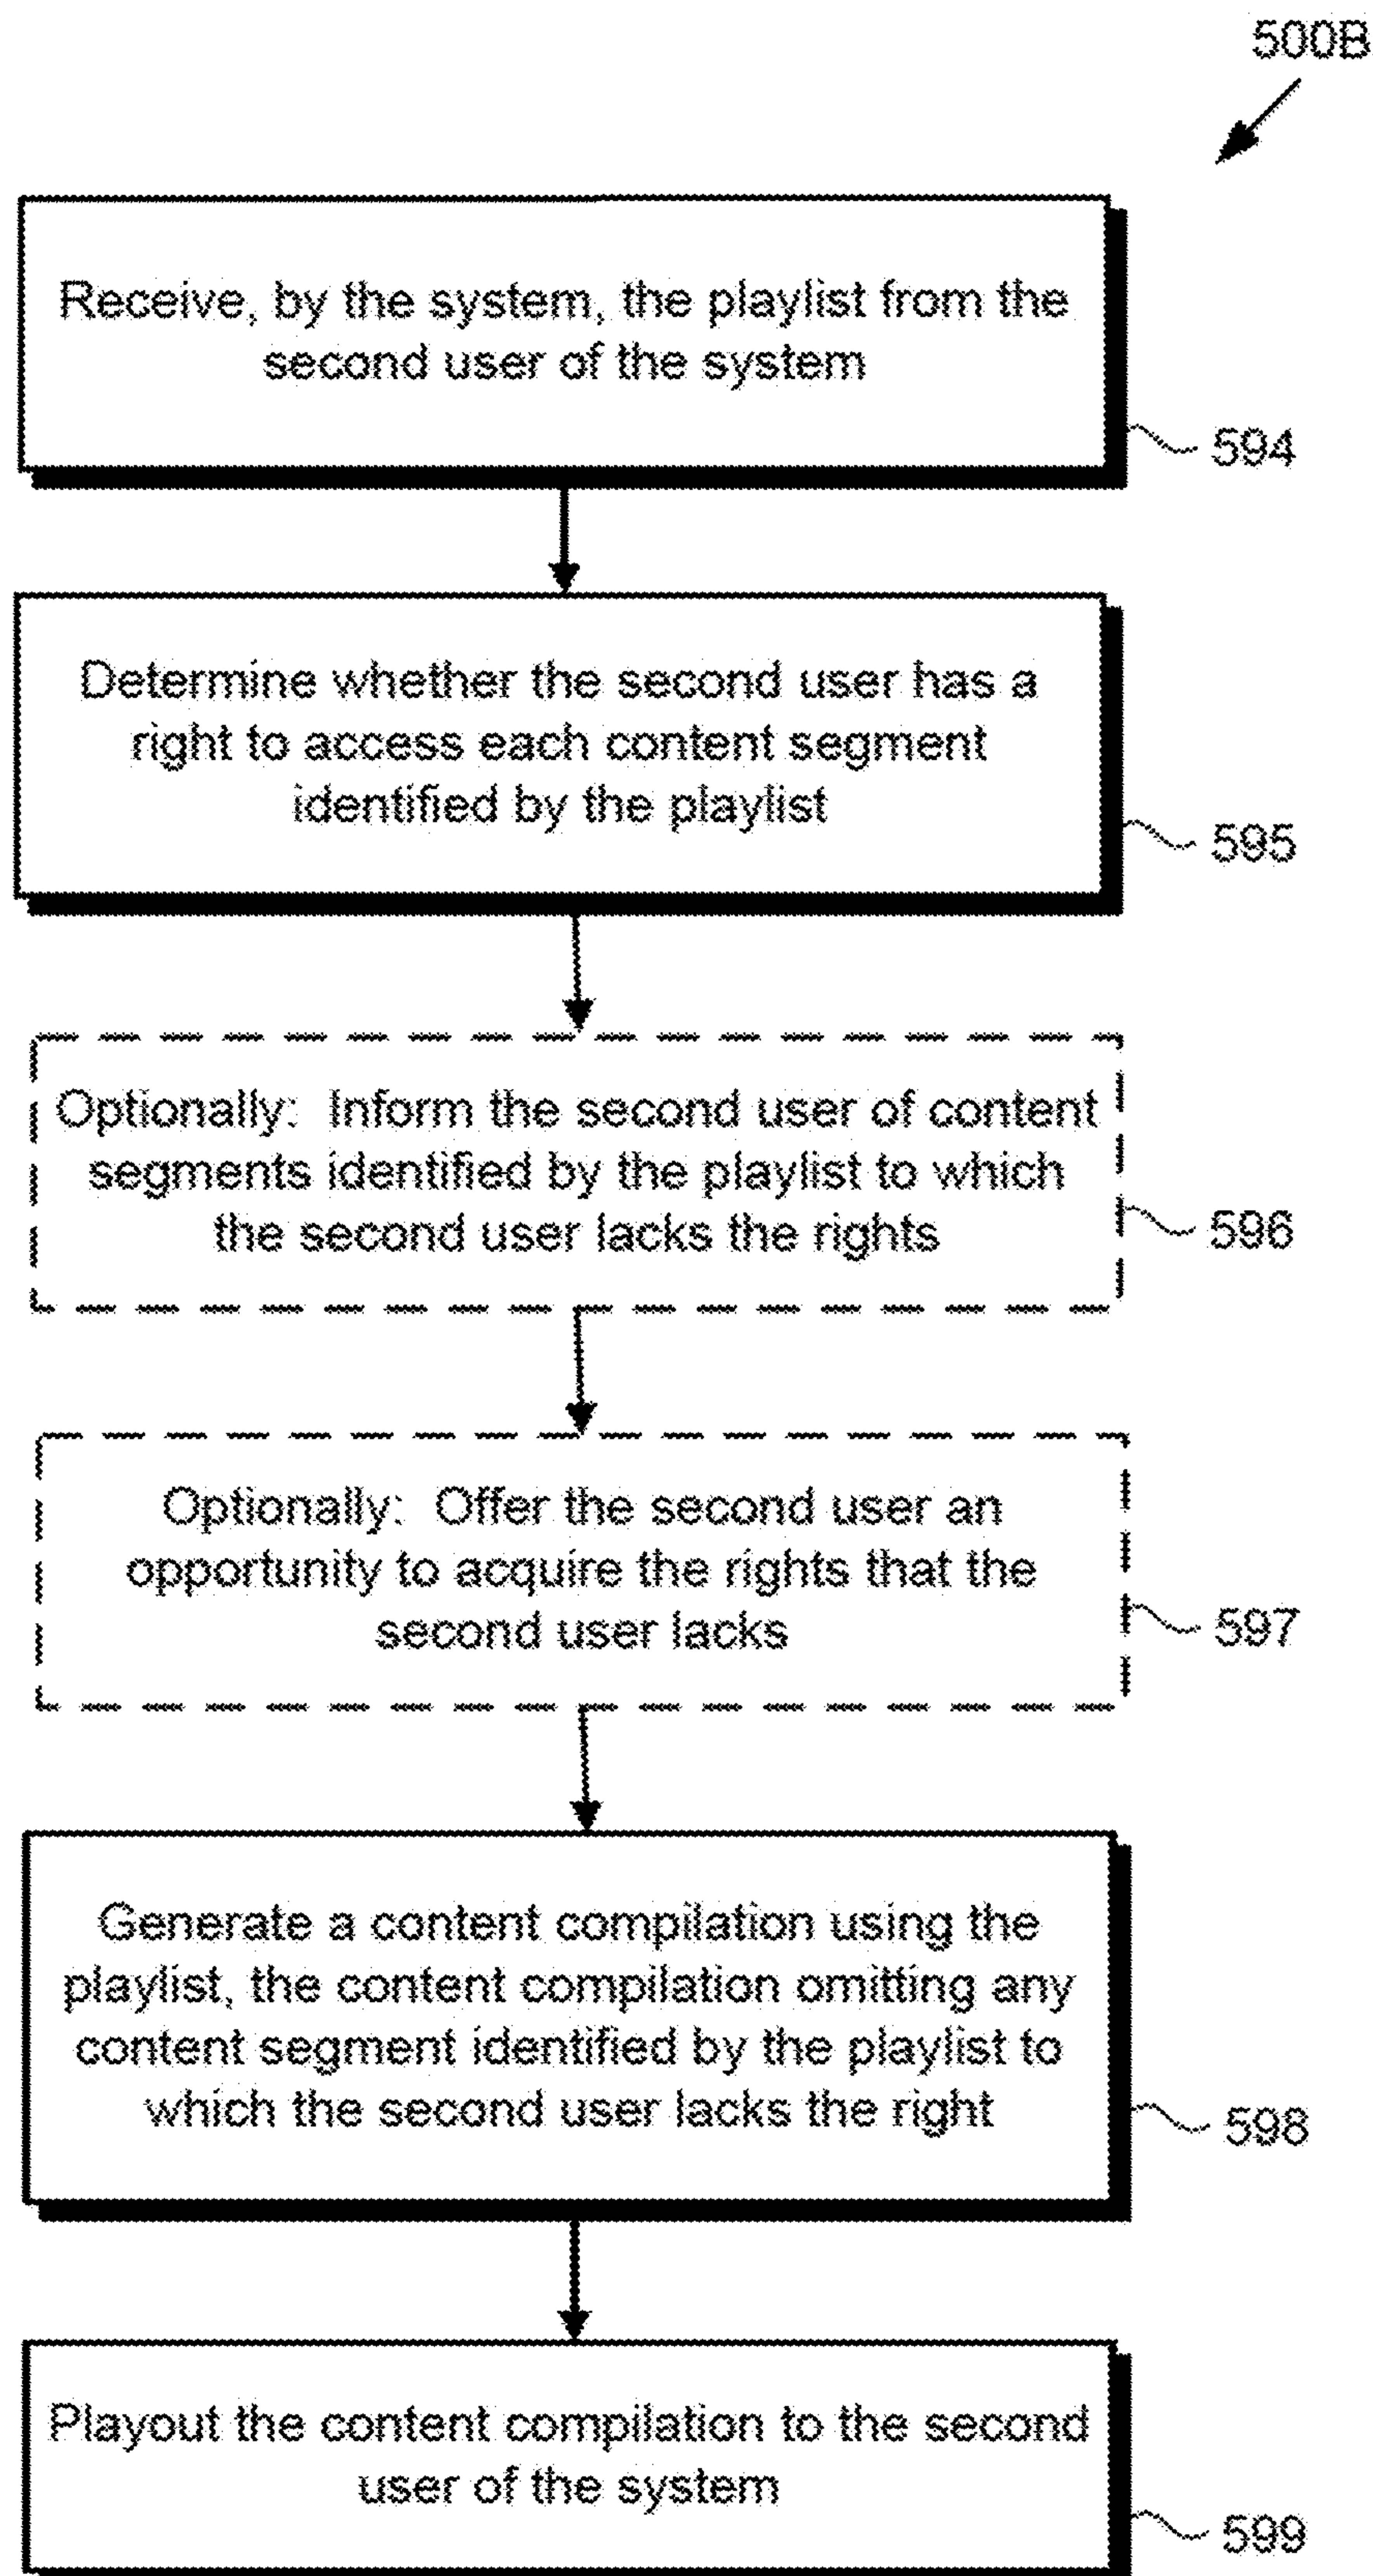 500B
Receive, by the system, the playlist from the
second user of the system
594
Determine whether the second user has a
right to access each content segment
identified by the playlist
595
Optionally: Inform the second user of content
segments identified by the playlist to which
the second user lacks the rights
596
Optionally: Offer the second user an
opportunity to acquire the rights that the
second user lacks
597
Generate a content compilation using the
playlist, the content compilation omitting any
content segment identified by the playlist to
which the second user lacks the right
598
Playout the content compilation to the second
user of the system
599